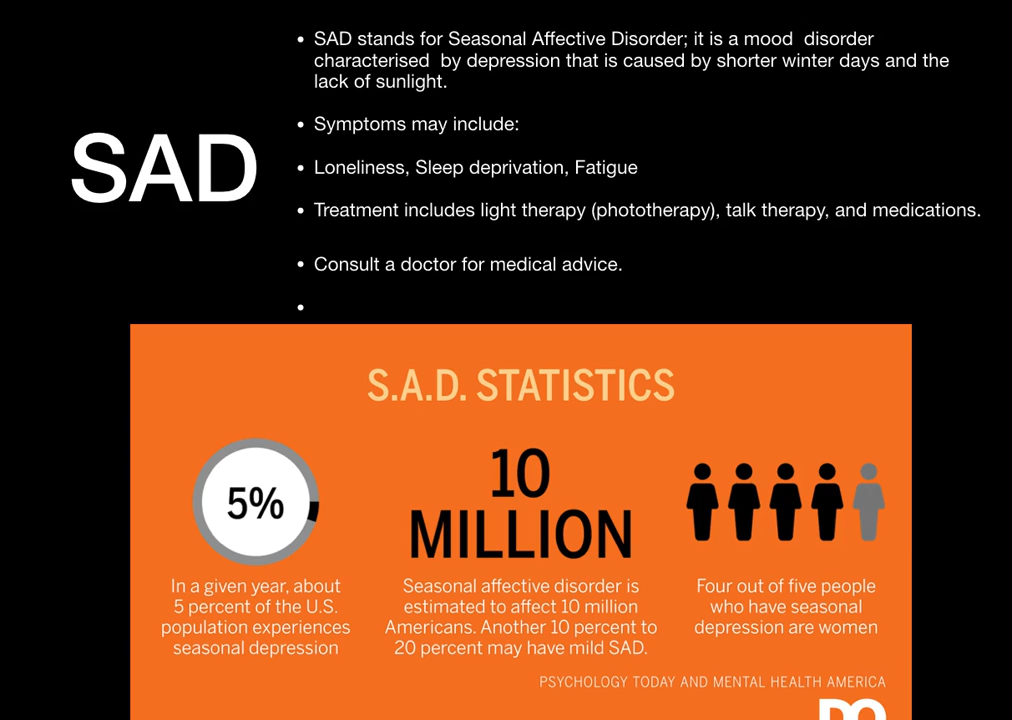 SAD
• SAD stands for Seasonal Affective Disorder; it is a mood  disorder
characterised  by depression that is caused by shorter winter days and the
lack of sunlight.
• Symptoms may include:
• Loneliness, Sleep deprivation, Fatigue
• Treatment includes light therapy (phototherapy), talk therapy, and medications.
• Consult a doctor for medical advice.
•
S.A.D. STATISTICS
5%
In a given year, about
5 percent of the U.S.
population experiences
seasonal depression
10
MILLION
Seasonal affective disorder is
estimated to affect 10 million
Americans. Another 10 percent to
20 percent may have mild SAD.
Four out of five people
who have seasonal
depression are women
PSYCHOLOGY TODAY AND MENTAL HEALTH AMERICA